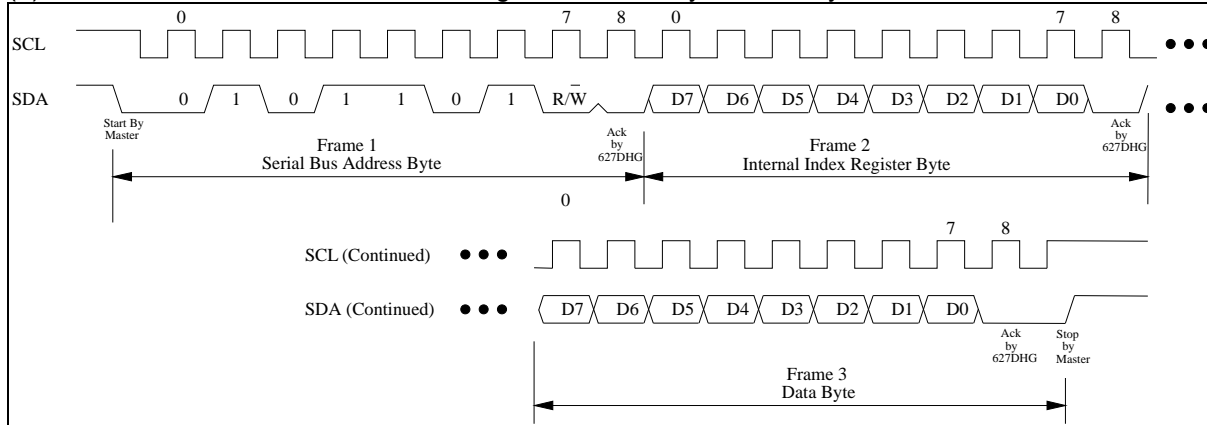 0 7 8 0 7 8
SCL
SDA 0 1 0 1 1 0 1 R/W̅ D7 D6 D5 D4 D3 D2 D1 D0
Start By
Master
Ack
by
627DHG
Ack
by
627DHG
Frame 1
Serial Bus Address Byte
Frame 2
Internal Index Register Byte
0
7 8
SCL (Continued)
SDA (Continued) D7 D6 D5 D4 D3 D2 D1 D0
Ack
by
627DHG
Stop
by
Master
Frame 3
Data Byte